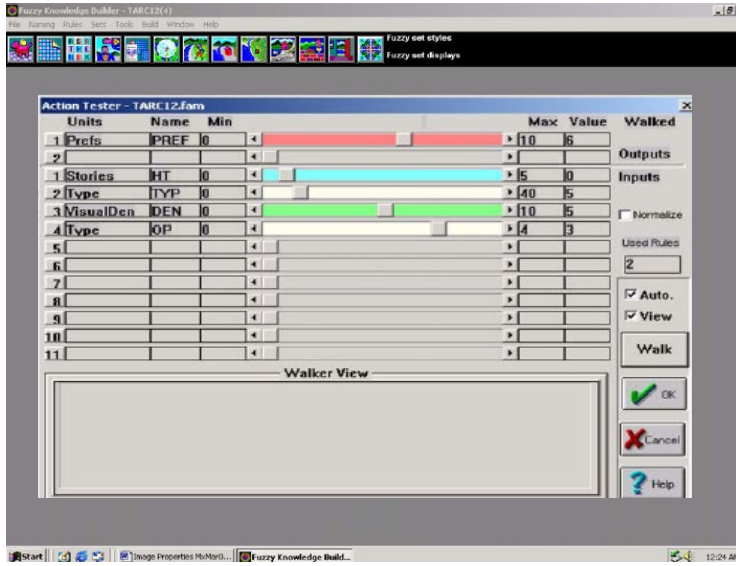 Fuzzy Knowledge Builder - TARC12(4)
File Naming Rules Sets Tools Build Window Help
Fuzzy set styles
Fuzzy set displays
Action Tester - TARC12.fam
Units Name Min Max Value Walked
1 Prefs PREF 0 10 6
2 Outputs
1 Stories HT 0 5 0 Inputs
2 Type TYP 0 40 5
3 VisualDen DEN 0 10 5 Normalize
4 Type OP 0 4 3
5 Used Rules
6 2
7
8 Auto.
9 View
10
11 Walk
Walker View
OK
Cancel
Help
Start Image Properties MxMar0... Fuzzy Knowledge Build... 12:24 AM